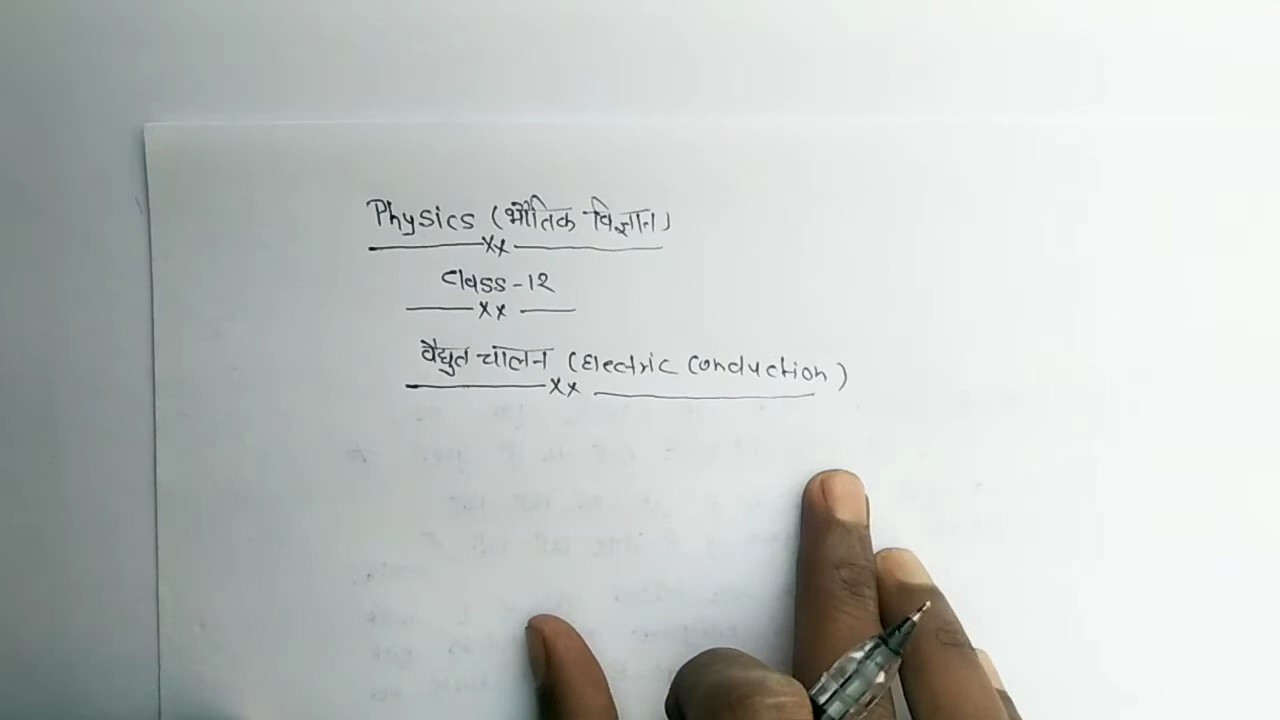 Physics (भौतिक विज्ञान)
Class-12
वैद्युत चालन (Electric Conduction)